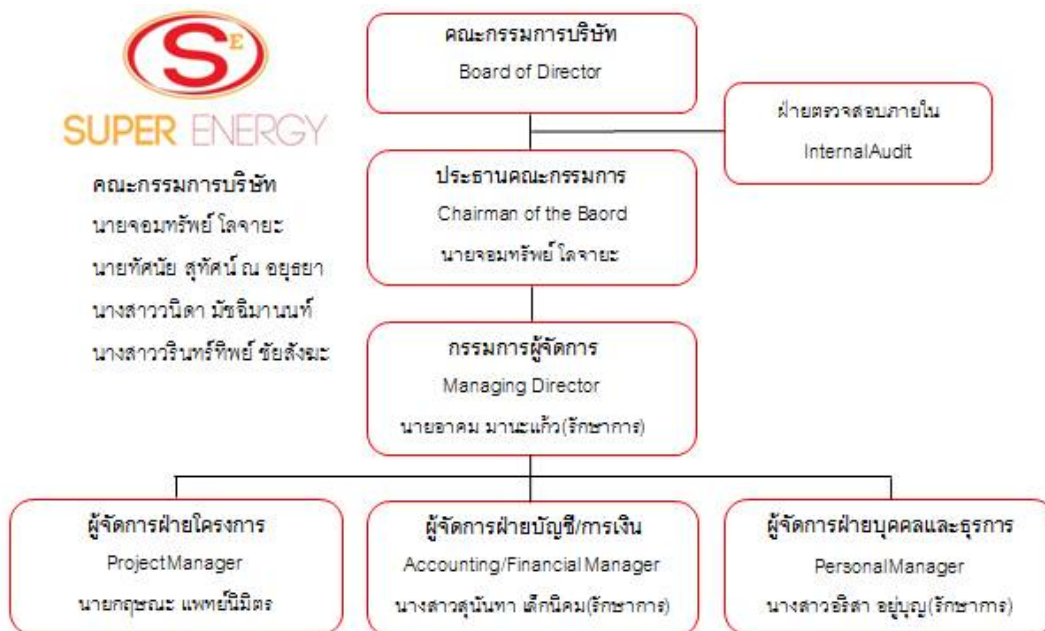 SE
SUPER ENERGY
คณะกรรมการบริษัท
นายจอมทรัพย์ โลจายะ
นายทัศนัย สุทัศน์ ณ อยุธยา
นางสาววนิดา มัชฉิมานนท์
นางสาววรินทร์ทิพย์ ชัยสังฆะ
คณะกรรมการบริษัท
Board of Director
ฝ่ายตรวจสอบภายใน
InternalAudit
ประธานคณะกรรมการ
Chairman of the Baord
นายจอมทรัพย์ โลจายะ
กรรมการผู้จัดการ
Managing Director
นายอาคม มานะแก้ว(รักษาการ)
ผู้จัดการฝ่ายโครงการ
ProjectManager
นายกฤษณะ แพทย์นิมิตร
ผู้จัดการฝ่ายบัญชี/การเงิน
Accounting/Financial Manager
นางสาวสุนันทา เล็กนิคม(รักษาการ)
ผู้จัดการฝ่ายบุคคลและธุรการ
PersonalManager
นางสาวอริสา อยู่บุญ(รักษาการ)